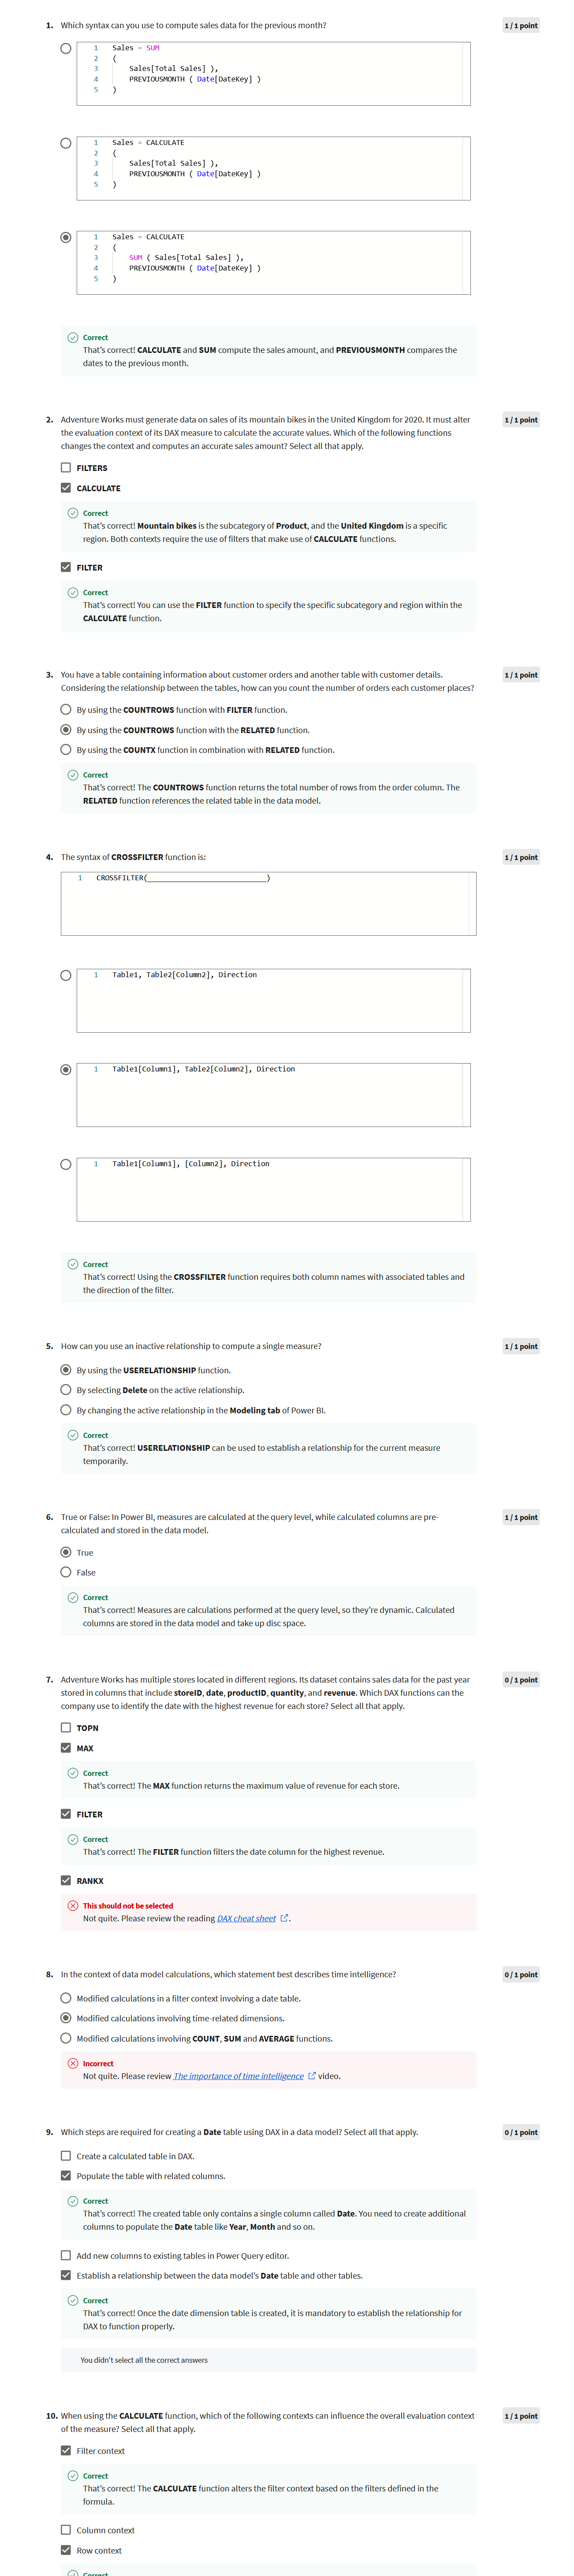 1. Which syntax can you use to compute sales data for the previous month?
1 / 1 point
1 Sales = SUM
2 (
3 Sales[Total Sales] ),
4 PREVIOUSMONTH ( Date[DateKey] )
5 )
1 Sales = CALCULATE
2 (
3 Sales[Total Sales] ),
4 PREVIOUSMONTH ( Date[DateKey] )
5 )
1 Sales = CALCULATE
2 (
3 SUM ( Sales[Total Sales] ),
4 PREVIOUSMONTH ( Date[DateKey] )
5 )
Correct
That's correct! CALCULATE and SUM compute the sales amount, and PREVIOUSMONTH compares the
dates to the previous month.
2. Adventure Works must generate data on sales of its mountain bikes in the United Kingdom for 2020. It must alter
1 / 1 point
the evaluation context of its DAX measure to calculate the accurate values. Which of the following functions
changes the context and computes an accurate sales amount? Select all that apply.
FILTERS
CALCULATE
Correct
That's correct! Mountain bikes is the subcategory of Product, and the United Kingdom is a specific
region. Both contexts require the use of filters that make use of CALCULATE functions.
FILTER
Correct
That's correct! You can use the FILTER function to specify the specific subcategory and region within the
CALCULATE function.
3. You have a table containing information about customer orders and another table with customer details.
1 / 1 point
Considering the relationship between the tables, how can you count the number of orders each customer places?
By using the COUNTROWS function with FILTER function.
By using the COUNTROWS function with the RELATED function.
By using the COUNTX function in combination with RELATED function.
Correct
That's correct! The COUNTROWS function returns the total number of rows from the order column. The
RELATED function references the related table in the data model.
4. The syntax of CROSSFILTER function is:
1 / 1 point
1 CROSSFILTER(____________________________)
1 Table1, Table2[Column2], Direction
1 Table1[Column1], Table2[Column2], Direction
1 Table1[Column1], [Column2], Direction
Correct
That's correct! Using the CROSSFILTER function requires both column names with associated tables and
the direction of the filter.
5. How can you use an inactive relationship to compute a single measure?
1 / 1 point
By using the USERELATIONSHIP function.
By selecting Delete on the active relationship.
By changing the active relationship in the Modeling tab of Power BI.
Correct
That's correct! USERELATIONSHIP can be used to establish a relationship for the current measure
temporarily.
6. True or False: In Power BI, measures are calculated at the query level, while calculated columns are pre-
1 / 1 point
calculated and stored in the data model.
True
False
Correct
That's correct! Measures are calculations performed at the query level, so they're dynamic. Calculated
columns are stored in the data model and take up disc space.
7. Adventure Works has multiple stores located in different regions. Its dataset contains sales data for the past year
0 / 1 point
stored in columns that include storeID, date, productID, quantity, and revenue. Which DAX functions can the
company use to identify the date with the highest revenue for each store? Select all that apply.
TOPN
MAX
Correct
That's correct! The MAX function returns the maximum value of revenue for each store.
FILTER
Correct
That's correct! The FILTER function filters the date column for the highest revenue.
RANKX
This should not be selected
Not quite. Please review the reading DAX cheat sheet .
8. In the context of data model calculations, which statement best describes time intelligence?
0 / 1 point
Modified calculations in a filter context involving a date table.
Modified calculations involving time-related dimensions.
Modified calculations involving COUNT, SUM and AVERAGE functions.
Incorrect
Not quite. Please review The importance of time intelligence video.
9. Which steps are required for creating a Date table using DAX in a data model? Select all that apply.
0 / 1 point
Create a calculated table in DAX.
Populate the table with related columns.
Correct
That's correct! The created table only contains a single column called Date. You need to create additional
columns to populate the Date table like Year, Month and so on.
Add new columns to existing tables in Power Query editor.
Establish a relationship between the data model's Date table and other tables.
Correct
That's correct! Once the date dimension table is created, it is mandatory to establish the relationship for
DAX to function properly.
You didn't select all the correct answers
10. When using the CALCULATE function, which of the following contexts can influence the overall evaluation context
1 / 1 point
of the measure? Select all that apply.
Filter context
Correct
That's correct! The CALCULATE function alters the filter context based on the filters defined in the
formula.
Column context
Row context
Correct